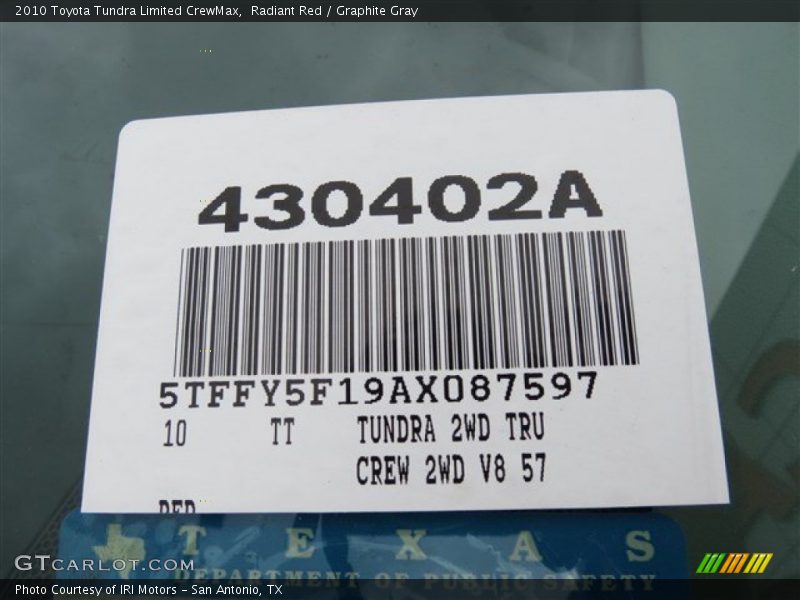 2010 Toyota Tundra Limited CrewMax, Radiant Red / Graphite Gray
430402A
5TFFY5F19AX087597
10 TT TUNDRA 2WD TRU
CREW 2WD V8 57
RED
TEXAS
DEPARTMENT OF PUBLIC SAFETY
GTCARLOT.COM
Photo Courtesy of IRI Motors - San Antonio, TX